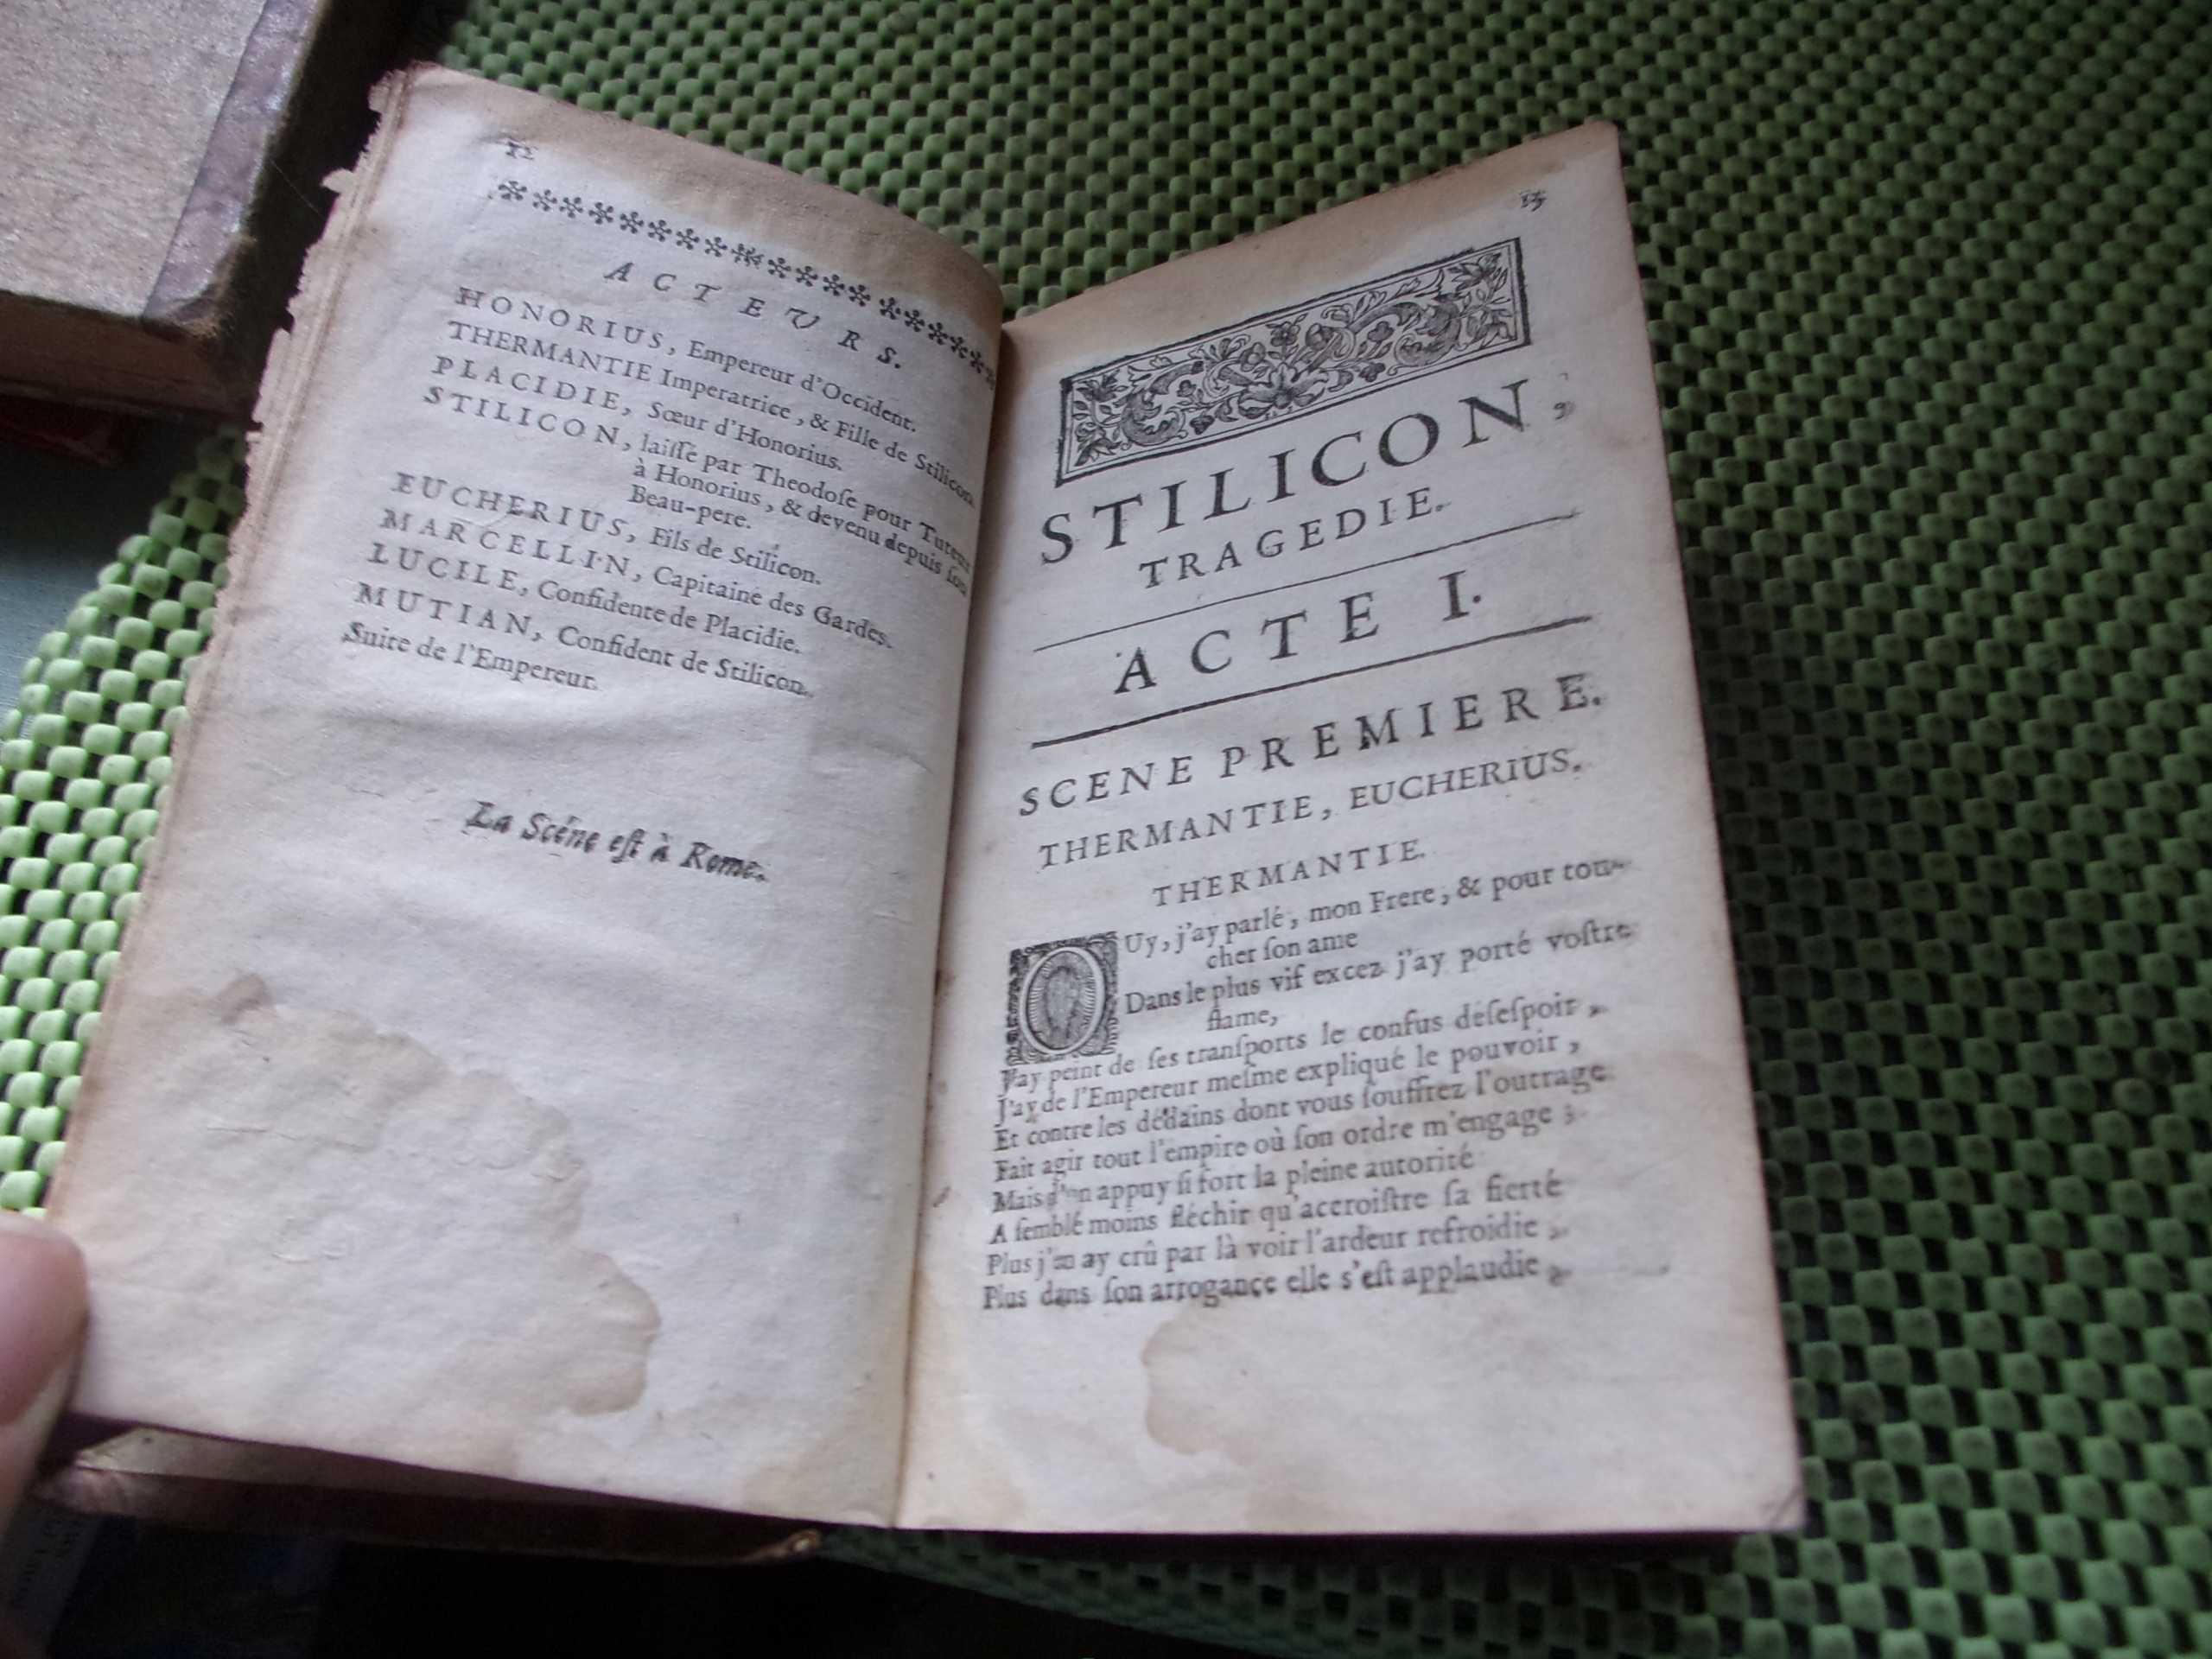 12
ACTEURS.
HONORIUS, Empereur d'Occident.
THERMANTIE Imperatrice, & Fille de Stilicon.
PLACIDIE, Sœur d'Honorius.
STILICON, laiſſé par Theodoſe pour Tuteur
à Honorius, & devenu depuis ſon
Beau-pere.
EUCHERIUS, Fils de Stilicon.
MARCELLIN, Capitaine des Gardes.
LUCILE, Confidente de Placidie.
MUTIAN, Confident de Stilicon.
Suite de l'Empereur.
La Scéne eſt à Rome.
STILICON,
TRAGEDIE.
ACTE I.
SCENE PREMIERE.
THERMANTIE, EUCHERIUS.
THERMANTIE.
OUy, j'ay parlé, mon Frere, & pour tou-
cher ſon ame
Dans le plus vif excez j'ay porté voſtre
flame,
J'ay peint de ſes tranſports le confus deſeſpoir,
J'ay de l'Empereur meſme expliqué le pouvoir,
Et contre les dédains dont vous ſouffrez l'outrage
Fait agir tout l'empire où ſon ordre m'engage;
Mais d'un appuy ſi fort la pleine autorité
A ſemblé moins fléchir qu'accroiſtre ſa fierté
Plus j'en ay crû par là voir l'ardeur refroidie,
Plus dans ſon arrogance elle s'eſt applaudie,